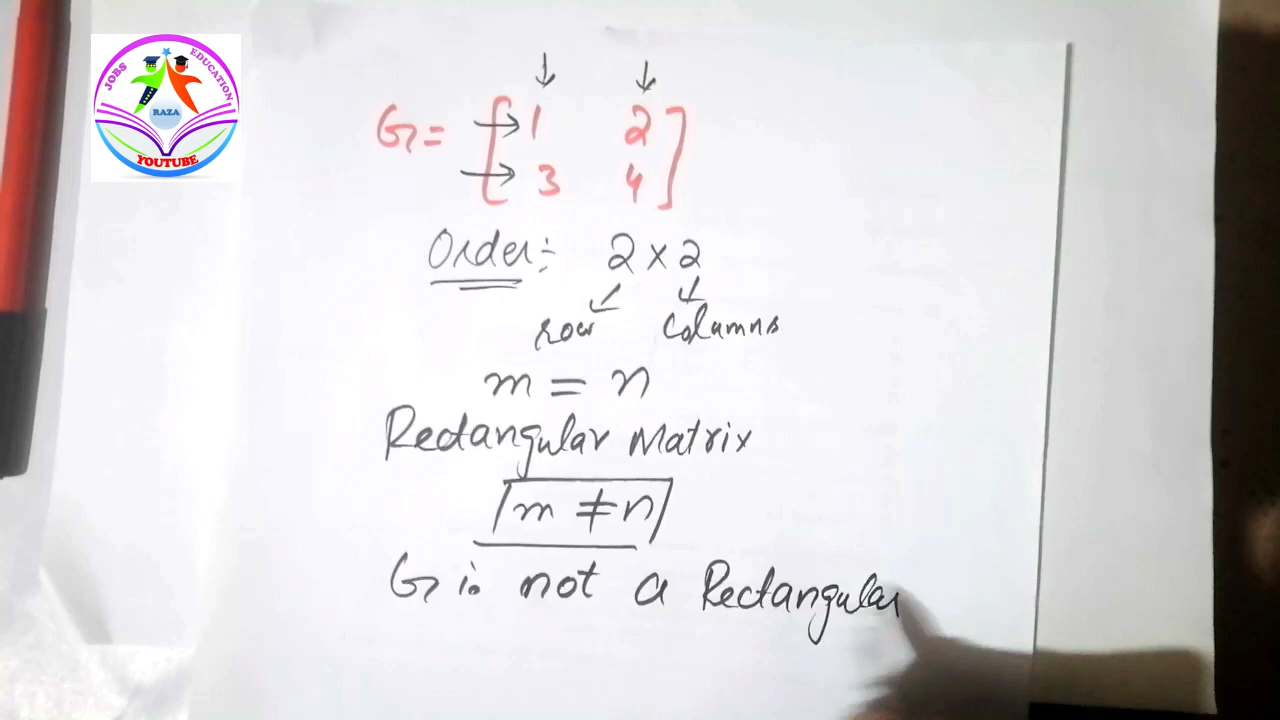 JOBS EDUCATION
RAZA
YOUTUBE
↓ ↓
G = [ → 1 2 ]
[ → 3 4 ]
Order:- 2 × 2
row columns
m = n
Rectangular Matrix
m ≠ n
G is not a Rectangular